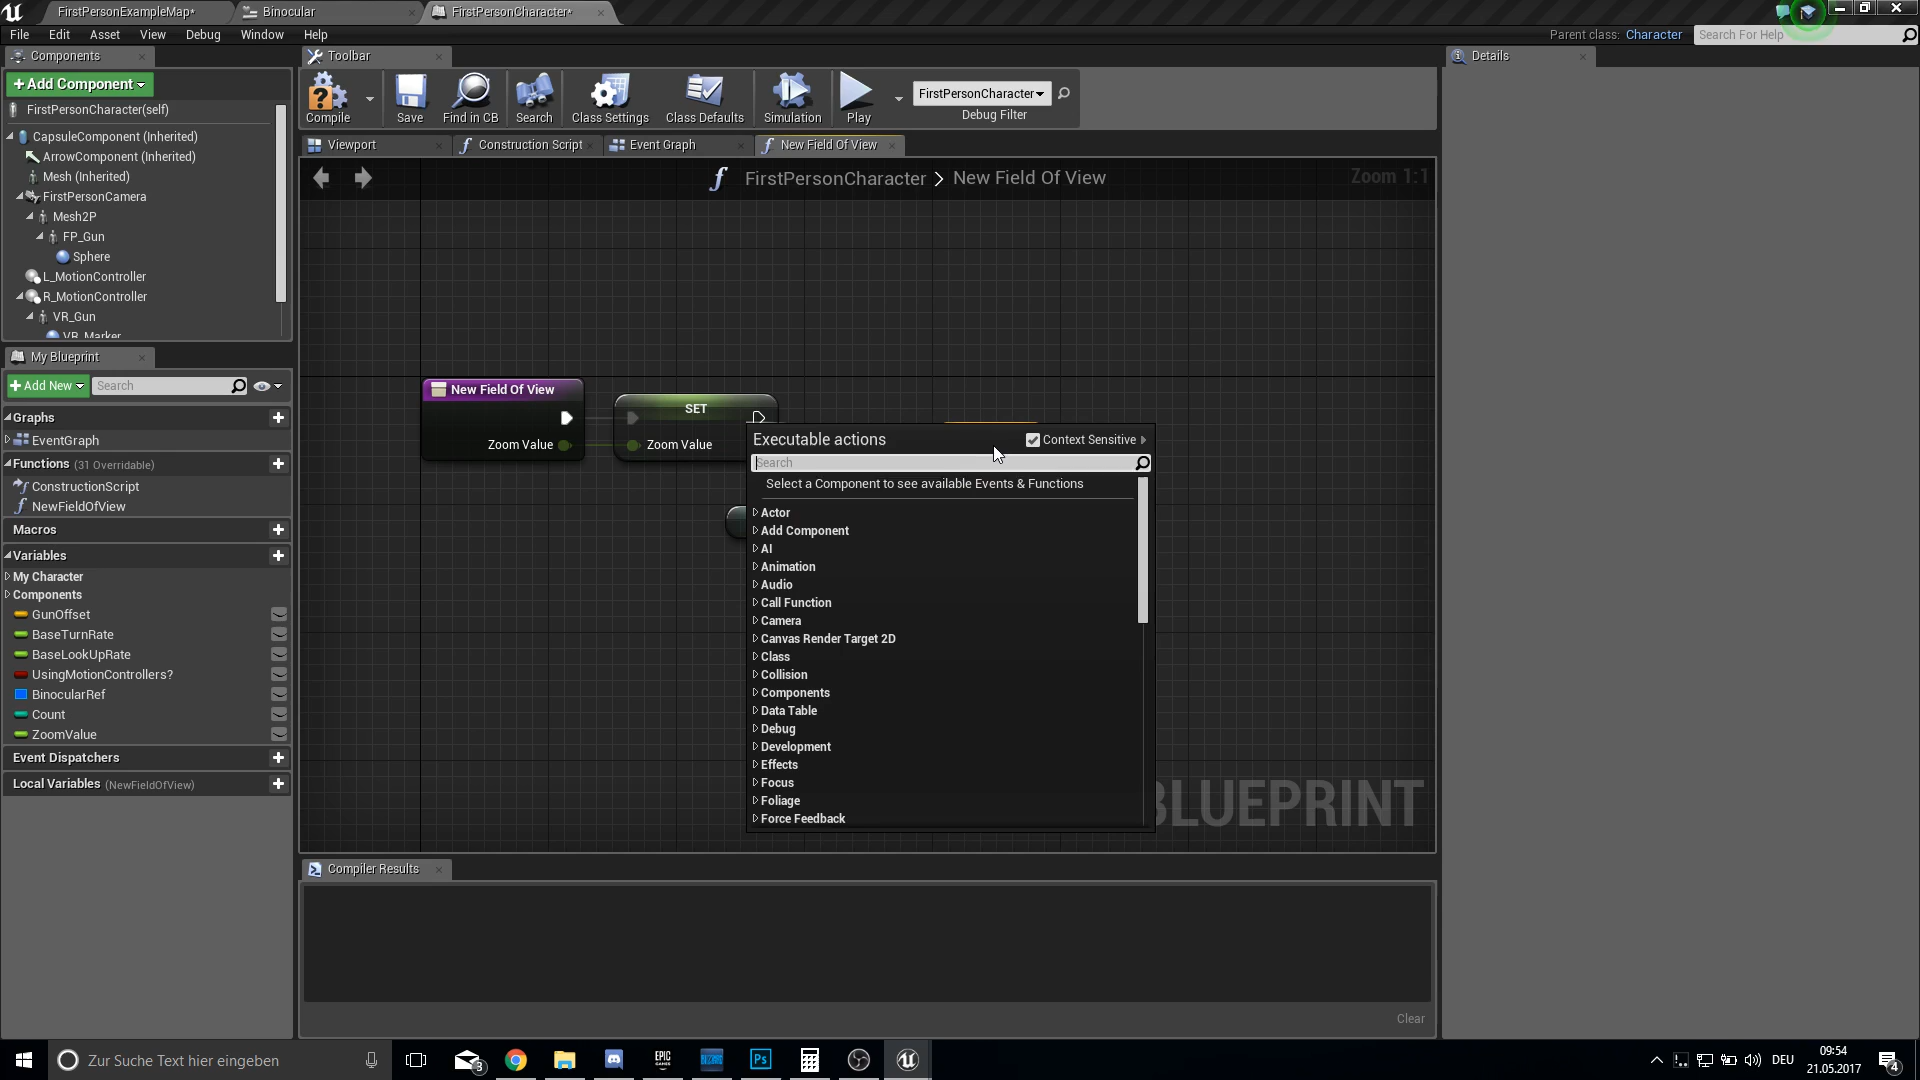 FirstPersonExampleMap*
Binocular
FirstPersonCharacter*
File
Edit
Asset
View
Debug
Window
Help
Parent class: Character
Search For Help
Components
Toolbar
Details
+Add Component
FirstPersonCharacter(self)
CapsuleComponent (Inherited)
ArrowComponent (Inherited)
Mesh (Inherited)
FirstPersonCamera
Mesh2P
FP_Gun
Sphere
L_MotionController
R_MotionController
VR_Gun
VR_Marker
Compile
Save
Find in CB
Search
Class Settings
Class Defaults
Simulation
Play
FirstPersonCharacter
Debug Filter
Viewport
Construction Script
Event Graph
New Field Of View
FirstPersonCharacter > New Field Of View
Zoom 1:1
My Blueprint
+Add New
Search
Graphs
EventGraph
Functions (31 Overridable)
ConstructionScript
NewFieldOfView
Macros
Variables
My Character
Components
GunOffset
BaseTurnRate
BaseLookUpRate
UsingMotionControllers?
BinocularRef
Count
ZoomValue
Event Dispatchers
Local Variables (NewFieldOfView)
New Field Of View
Zoom Value
SET
Zoom Value
Executable actions
Context Sensitive
Search
Select a Component to see available Events & Functions
Actor
Add Component
AI
Animation
Audio
Call Function
Camera
Canvas Render Target 2D
Class
Collision
Components
Data Table
Debug
Development
Effects
Focus
Foliage
Force Feedback
BLUEPRINT
Compiler Results
Clear
Zur Suche Text hier eingeben
3
EPIC
GAMES
Ps
DEU
09:54
21.05.2017
4